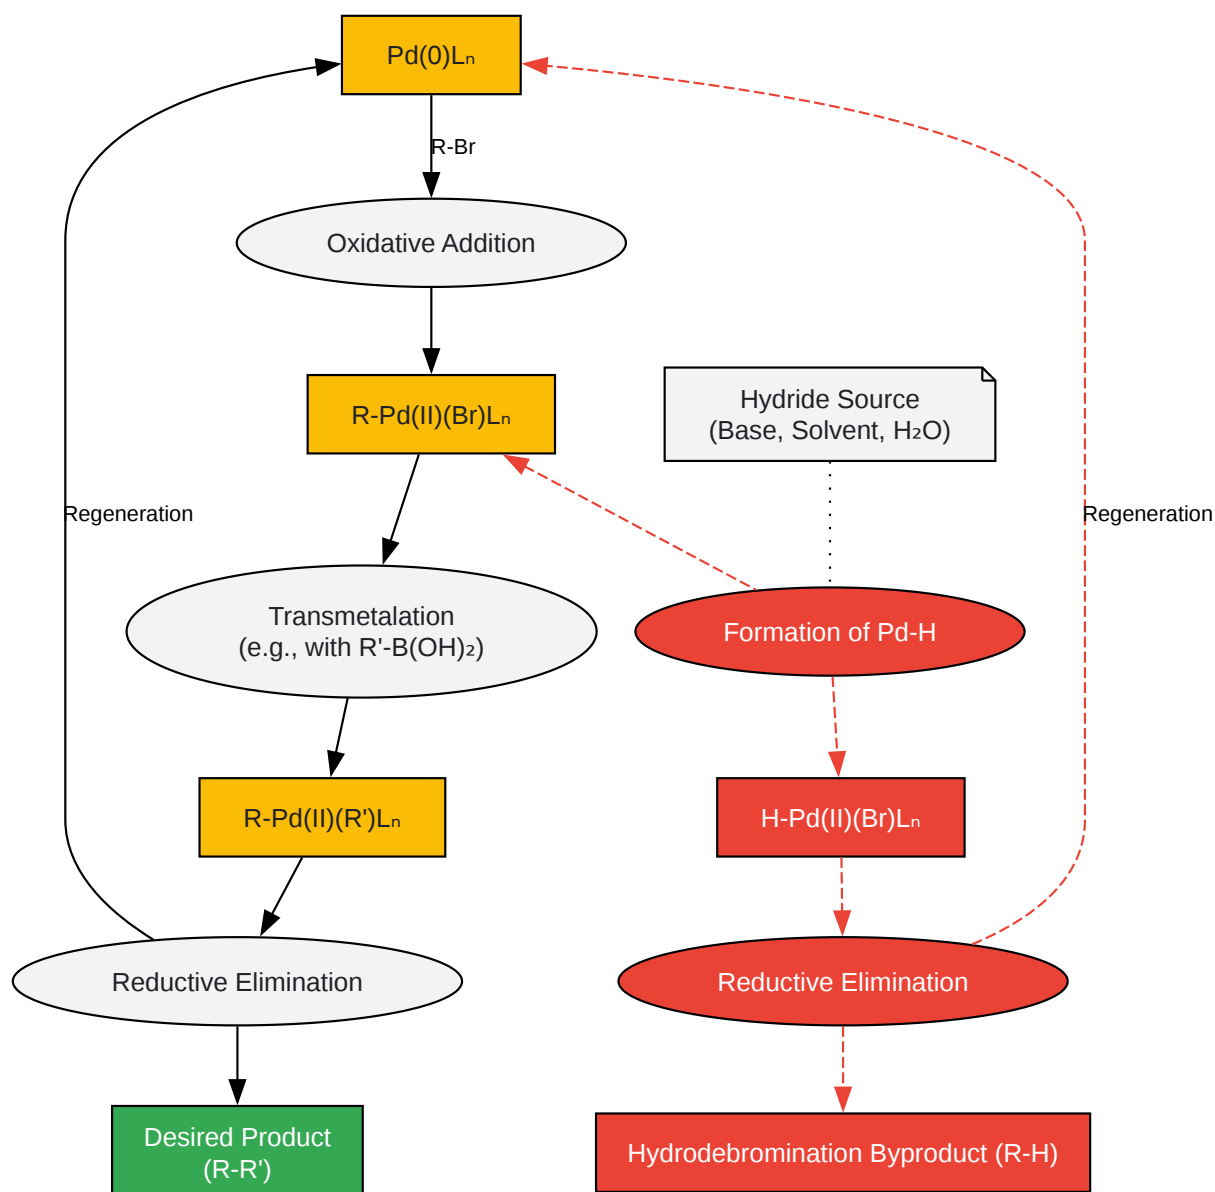 Pd(0)Lₙ
R-Br
Oxidative Addition
R-Pd(II)(Br)Lₙ
Hydride Source
(Base, Solvent, H₂O)
Regeneration
Regeneration
Transmetalation
(e.g., with R'-B(OH)₂)
Formation of Pd-H
R-Pd(II)(R')Lₙ
H-Pd(II)(Br)Lₙ
Reductive Elimination
Reductive Elimination
Desired Product
(R-R')
Hydrodebromination Byproduct (R-H)